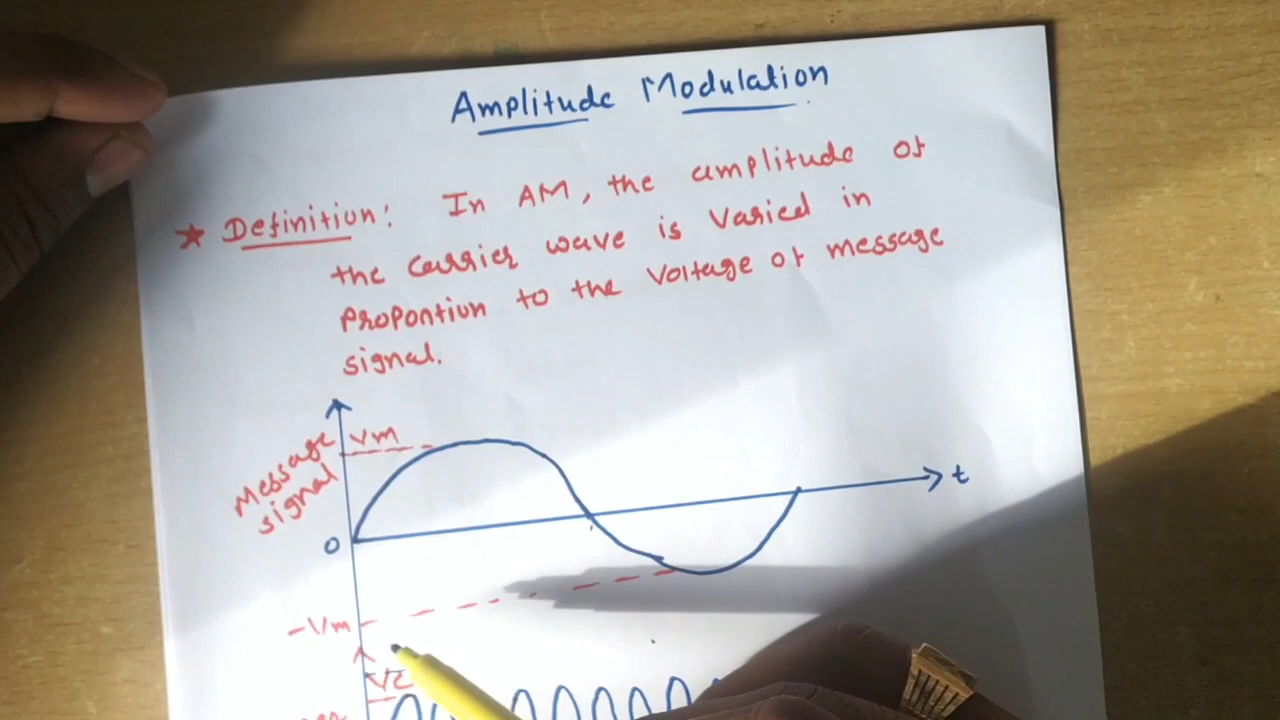 Amplitude Modulation
★ Definition: In AM, the amplitude of
the carrier wave is varied in
proportion to the voltage of message
signal.
Message
signal
Vm
t
0
-Vm
Vc